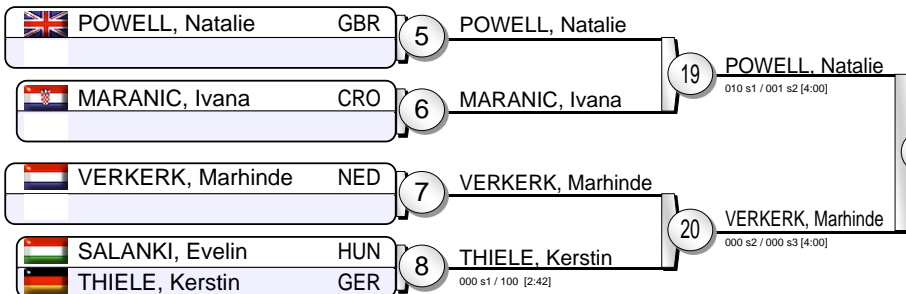 POWELL, Natalie GBR
5
POWELL, Natalie
MARANIC, Ivana CRO
6
MARANIC, Ivana
19
POWELL, Natalie
010 s1 / 001 s2 [4:00]
VERKERK, Marhinde NED
7
VERKERK, Marhinde
SALANKI, Evelin HUN
THIELE, Kerstin GER
8
THIELE, Kerstin
000 s1 / 100 [2:42]
20
VERKERK, Marhinde
000 s2 / 000 s3 [4:00]